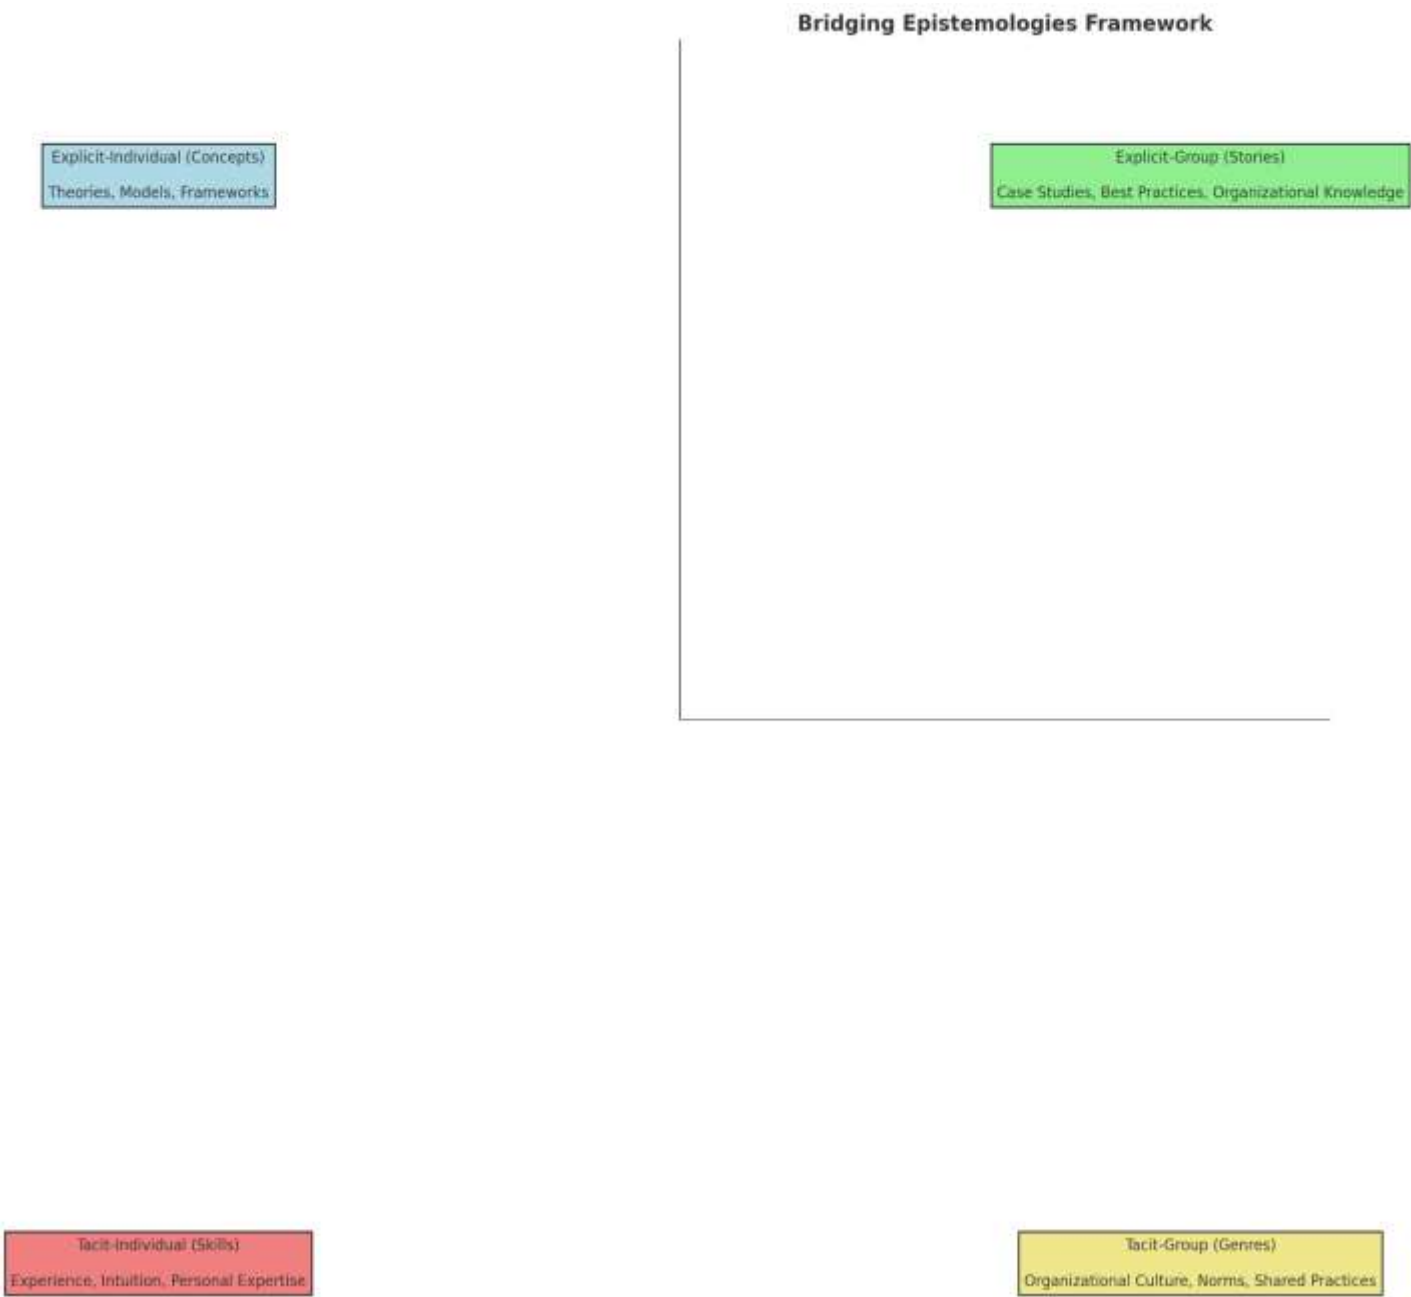 Bridging Epistemologies Framework
Explicit-Individual (Concepts)
Theories, Models, Frameworks
Explicit-Group (Stories)
Case Studies, Best Practices, Organizational Knowledge
Tacit-Individual (Skills)
Experience, Intuition, Personal Expertise
Tacit-Group (Genres)
Organizational Culture, Norms, Shared Practices